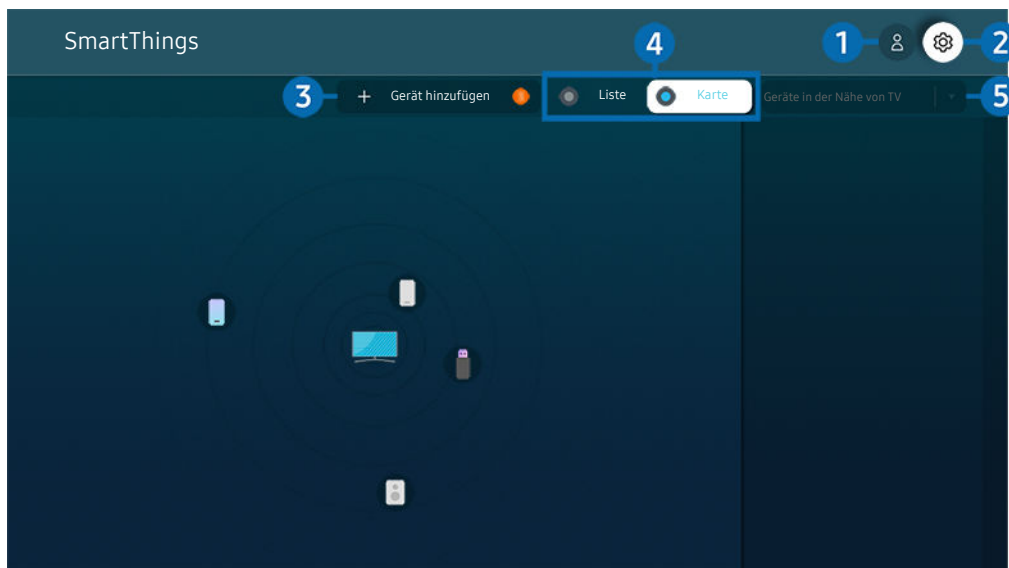 SmartThings
4
1
2
3
Gerät hinzufügen
Liste
Karte
Geräte in der Nähe von TV
5